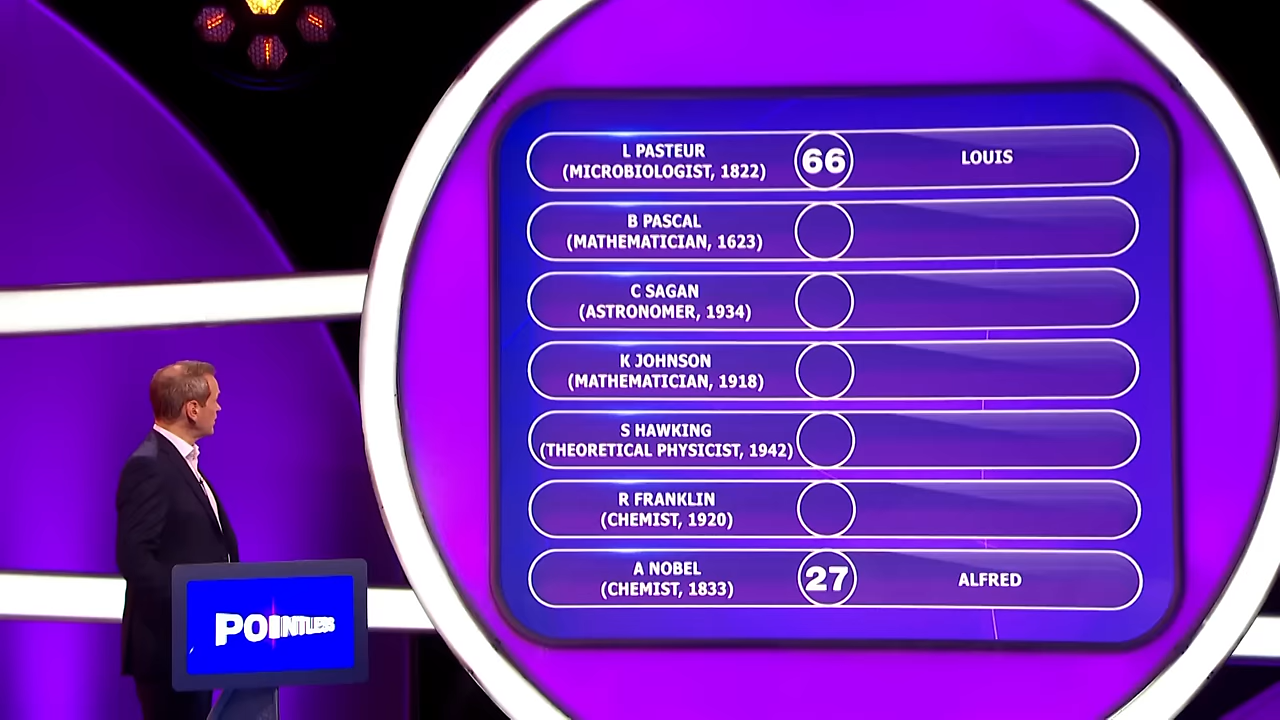 L PASTEUR
(MICROBIOLOGIST, 1822)
66
LOUIS
B PASCAL
(MATHEMATICIAN, 1623)
C SAGAN
(ASTRONOMER, 1934)
K JOHNSON
(MATHEMATICIAN, 1918)
S HAWKING
(THEORETICAL PHYSICIST, 1942)
R FRANKLIN
(CHEMIST, 1920)
A NOBEL
(CHEMIST, 1833)
27
ALFRED
POINTLESS